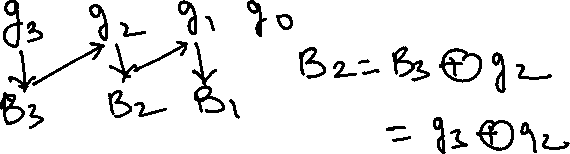 g₃ g₂ g₁ g₀
B₃ B₂ B₁
B₂ = B₃ ⊕ g₂
= g₃ ⊕ g₂